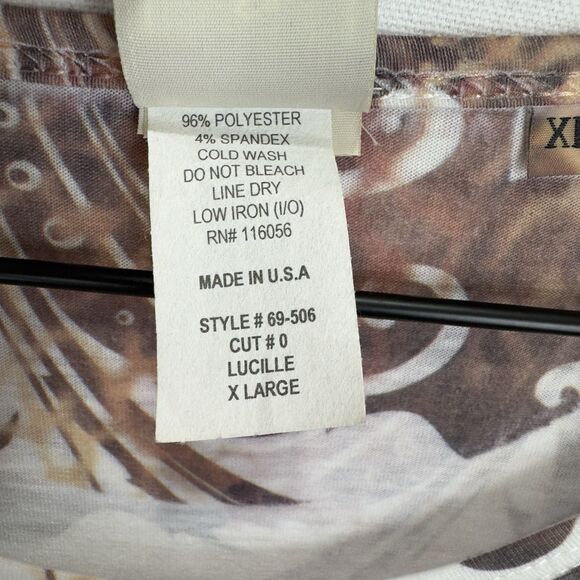 96% POLYESTER
4% SPANDEX
COLD WASH
DO NOT BLEACH
LINE DRY
LOW IRON (I/O)
RN# 116056
MADE IN U.S.A
STYLE # 69-506
CUT # 0
LUCILLE
X LARGE